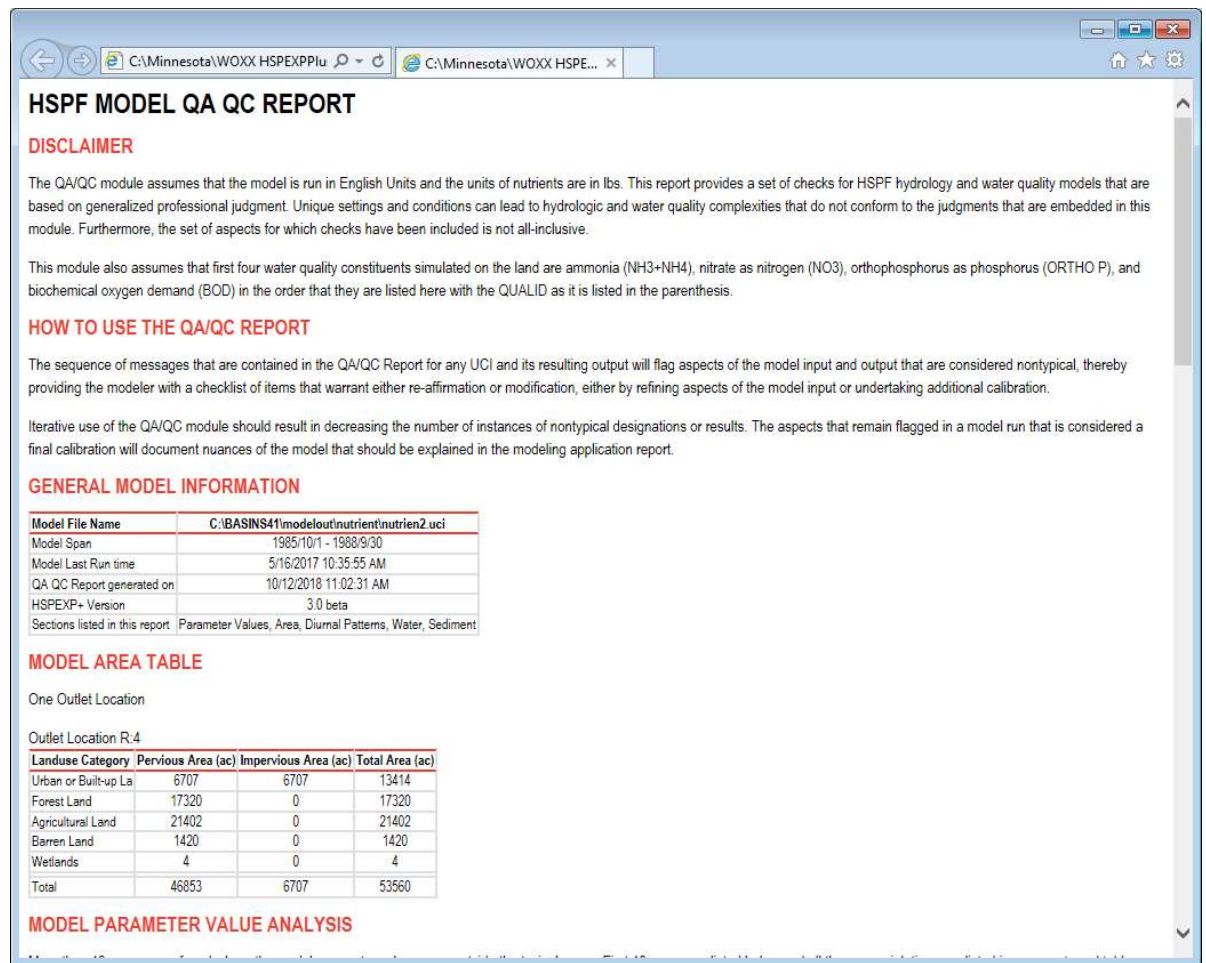 C:\Minnesota\WOXX HSPEXPPlu
C:\Minnesota\WOXX HSPE...
HSPF MODEL QA QC REPORT
DISCLAIMER
The QA/QC module assumes that the model is run in English Units and the units of nutrients are in lbs. This report provides a set of checks for HSPF hydrology and water quality models that are
based on generalized professional judgment. Unique settings and conditions can lead to hydrologic and water quality complexities that do not conform to the judgments that are embedded in this
module. Furthermore, the set of aspects for which checks have been included is not all-inclusive.
This module also assumes that first four water quality constituents simulated on the land are ammonia (NH3+NH4), nitrate as nitrogen (NO3), orthophosphorus as phosphorus (ORTHO P), and
biochemical oxygen demand (BOD) in the order that they are listed here with the QUALID as it is listed in the parenthesis.
HOW TO USE THE QA/QC REPORT
The sequence of messages that are contained in the QA/QC Report for any UCI and its resulting output will flag aspects of the model input and output that are considered nontypical, thereby
providing the modeler with a checklist of items that warrant either re-affirmation or modification, either by refining aspects of the model input or undertaking additional calibration.
Iterative use of the QA/QC module should result in decreasing the number of instances of nontypical designations or results. The aspects that remain flagged in a model run that is considered a
final calibration will document nuances of the model that should be explained in the modeling application report.
GENERAL MODEL INFORMATION
Model File Name C:\BASINS41\modelout\nutrient\nutrien2.uci
Model Span 1985/10/1 - 1988/9/30
Model Last Run time 5/16/2017 10:35:55 AM
QA QC Report generated on 10/12/2018 11:02:31 AM
HSPEXP+ Version 3.0 beta
Sections listed in this report Parameter Values, Area, Diurnal Patterns, Water, Sediment
MODEL AREA TABLE
One Outlet Location
Outlet Location R:4
Landuse Category Pervious Area (ac) Impervious Area (ac) Total Area (ac)
Urban or Built-up La 6707 6707 13414
Forest Land 17320 0 17320
Agricultural Land 21402 0 21402
Barren Land 1420 0 1420
Wetlands 4 0 4
Total 46853 6707 53560
MODEL PARAMETER VALUE ANALYSIS